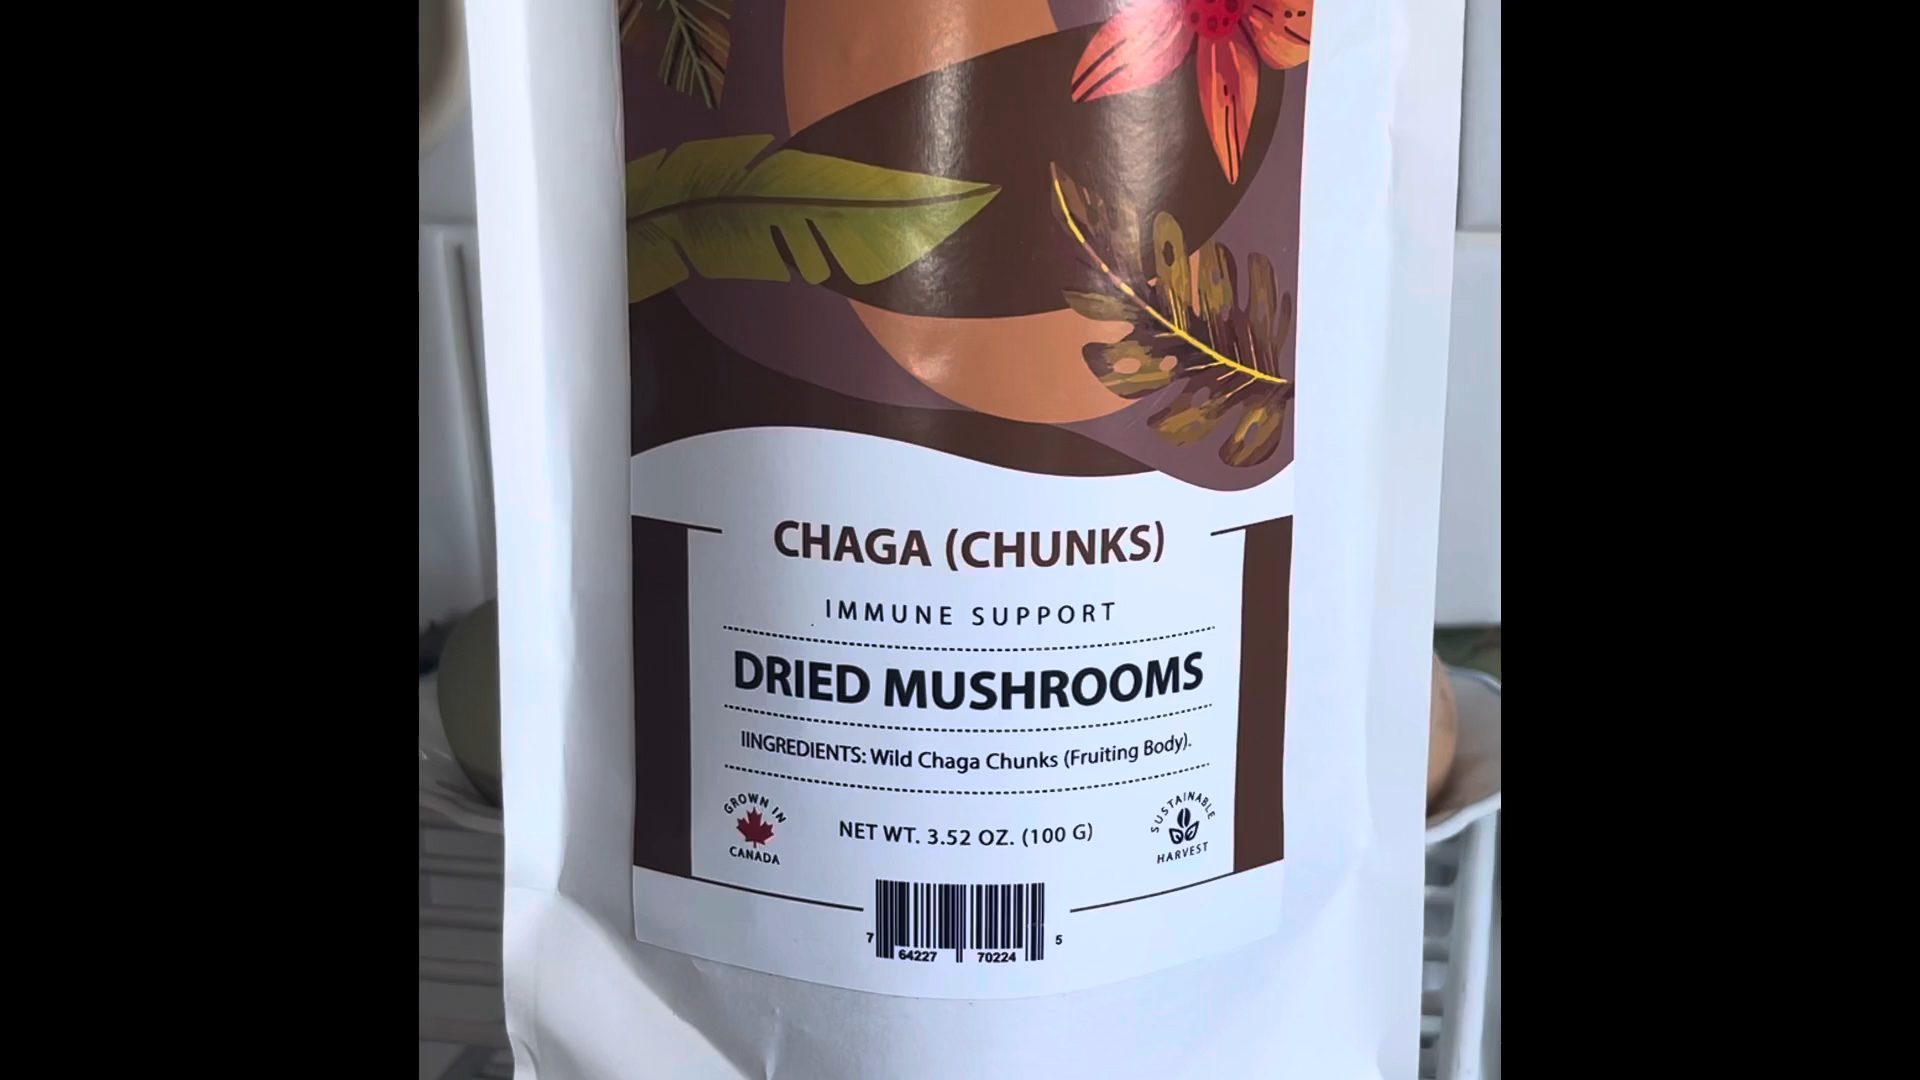 CHAGA (CHUNKS)
IMMUNE SUPPORT
DRIED MUSHROOMS
IINGREDIENTS: Wild Chaga Chunks (Fruiting Body).
GROWN IN
CANADA
NET WT. 3.52 OZ. (100 G)
SUSTAINABLE
HARVEST
7 64227 70224 5